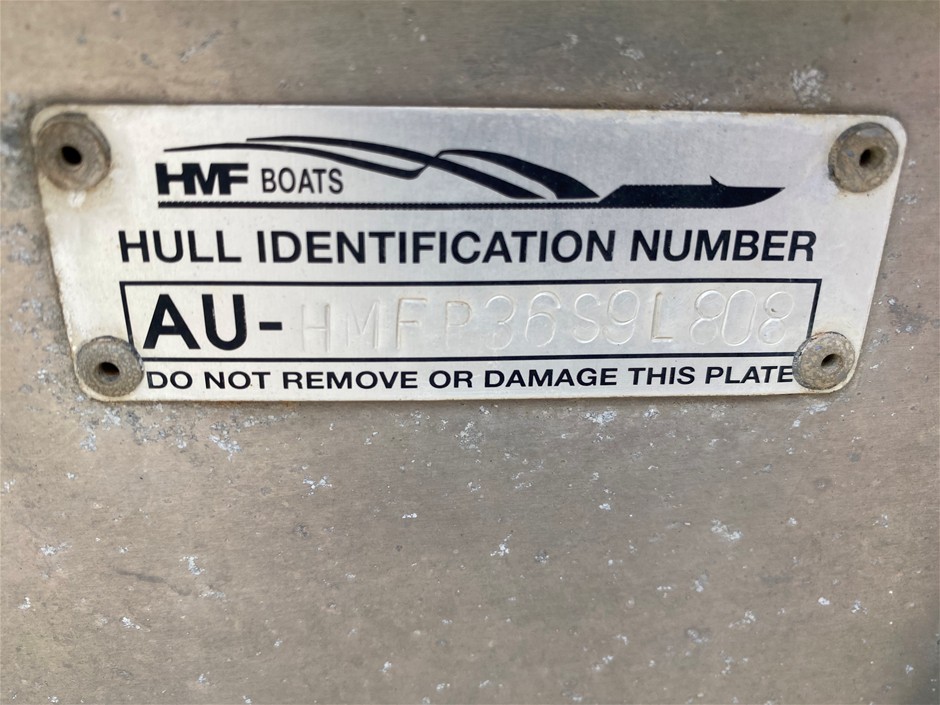 HMF BOATS
HULL IDENTIFICATION NUMBER
AU-HMFP36S9L808
DO NOT REMOVE OR DAMAGE THIS PLATE